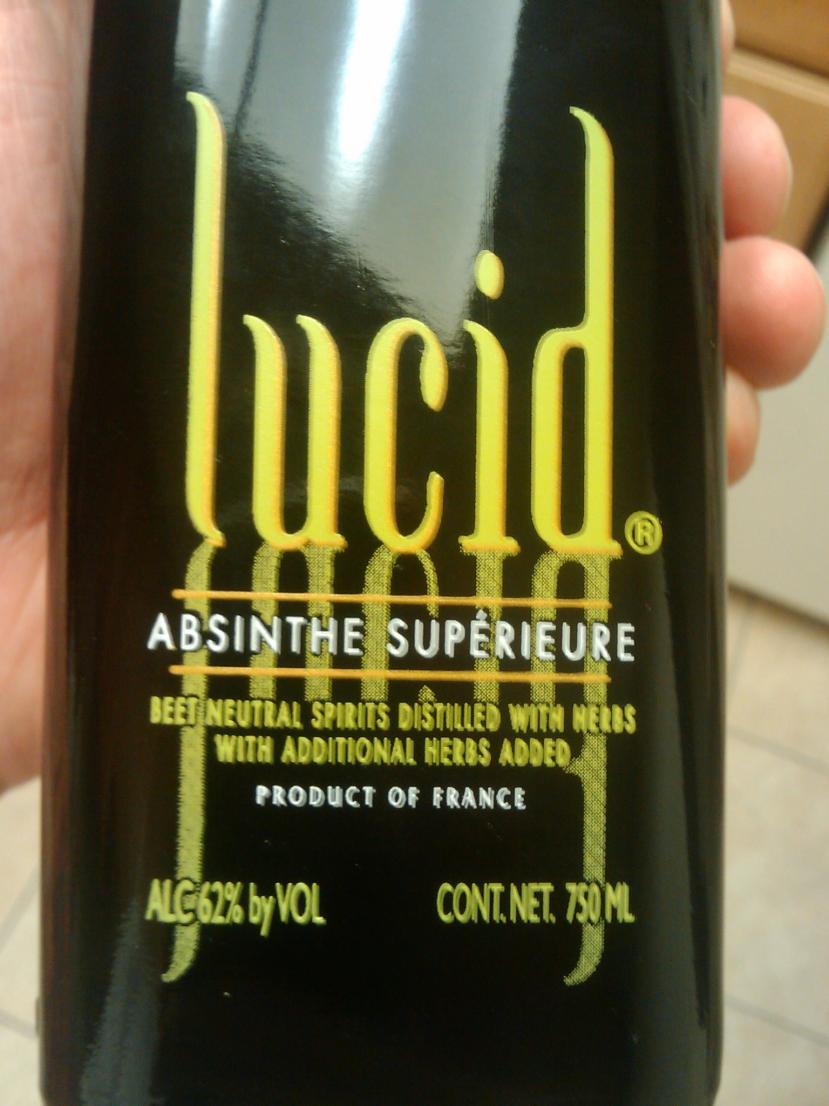 lucid®
ABSINTHE SUPÉRIEURE
BEET NEUTRAL SPIRITS DISTILLED WITH HERBS
WITH ADDITIONAL HERBS ADDED
PRODUCT OF FRANCE
ALC 62% by VOL CONT. NET. 750 ML